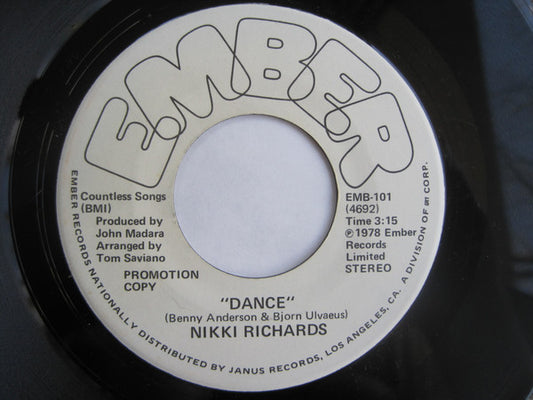 EMBER
Countless Songs
(BMI)
Produced by
John Madara
Arranged by
Tom Saviano
PROMOTION
COPY
EMB-101
(4692)
Time 3:15
℗1978 Ember
Records
Limited
STEREO
"DANCE"
(Benny Anderson & Bjorn Ulvaeus)
NIKKI RICHARDS
EMBER RECORDS NATIONALLY DISTRIBUTED BY JANUS RECORDS, LOS ANGELES, CA. A DIVISION OF GRT CORP.